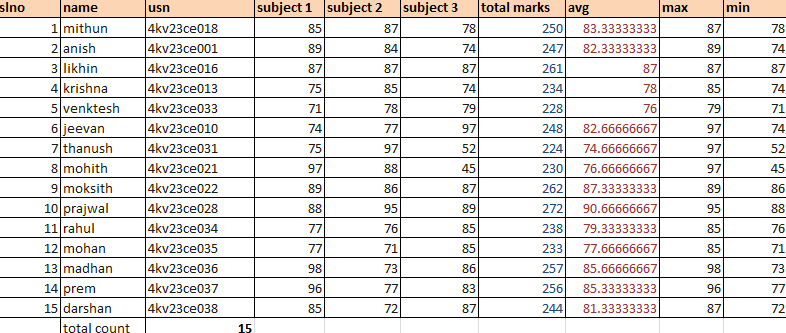 slno name usn subject 1 subject 2 subject 3 total marks avg max min
1 mithun 4kv23ce018 85 87 78 250 83.33333333 87 78
2 anish 4kv23ce001 89 84 74 247 82.33333333 89 74
3 likhin 4kv23ce016 87 87 87 261 87 87 87
4 krishna 4kv23ce013 75 85 74 234 78 85 74
5 venktesh 4kv23ce033 71 78 79 228 76 79 71
6 jeevan 4kv23ce010 74 77 97 248 82.66666667 97 74
7 thanush 4kv23ce031 75 97 52 224 74.66666667 97 52
8 mohith 4kv23ce021 97 88 45 230 76.66666667 97 45
9 moksith 4kv23ce022 89 86 87 262 87.33333333 89 86
10 prajwal 4kv23ce028 88 95 89 272 90.66666667 95 88
11 rahul 4kv23ce034 77 76 85 238 79.33333333 85 76
12 mohan 4kv23ce035 77 71 85 233 77.66666667 85 71
13 madhan 4kv23ce036 98 73 86 257 85.66666667 98 73
14 prem 4kv23ce037 96 77 83 256 85.33333333 96 77
15 darshan 4kv23ce038 85 72 87 244 81.33333333 87 72
total count 15